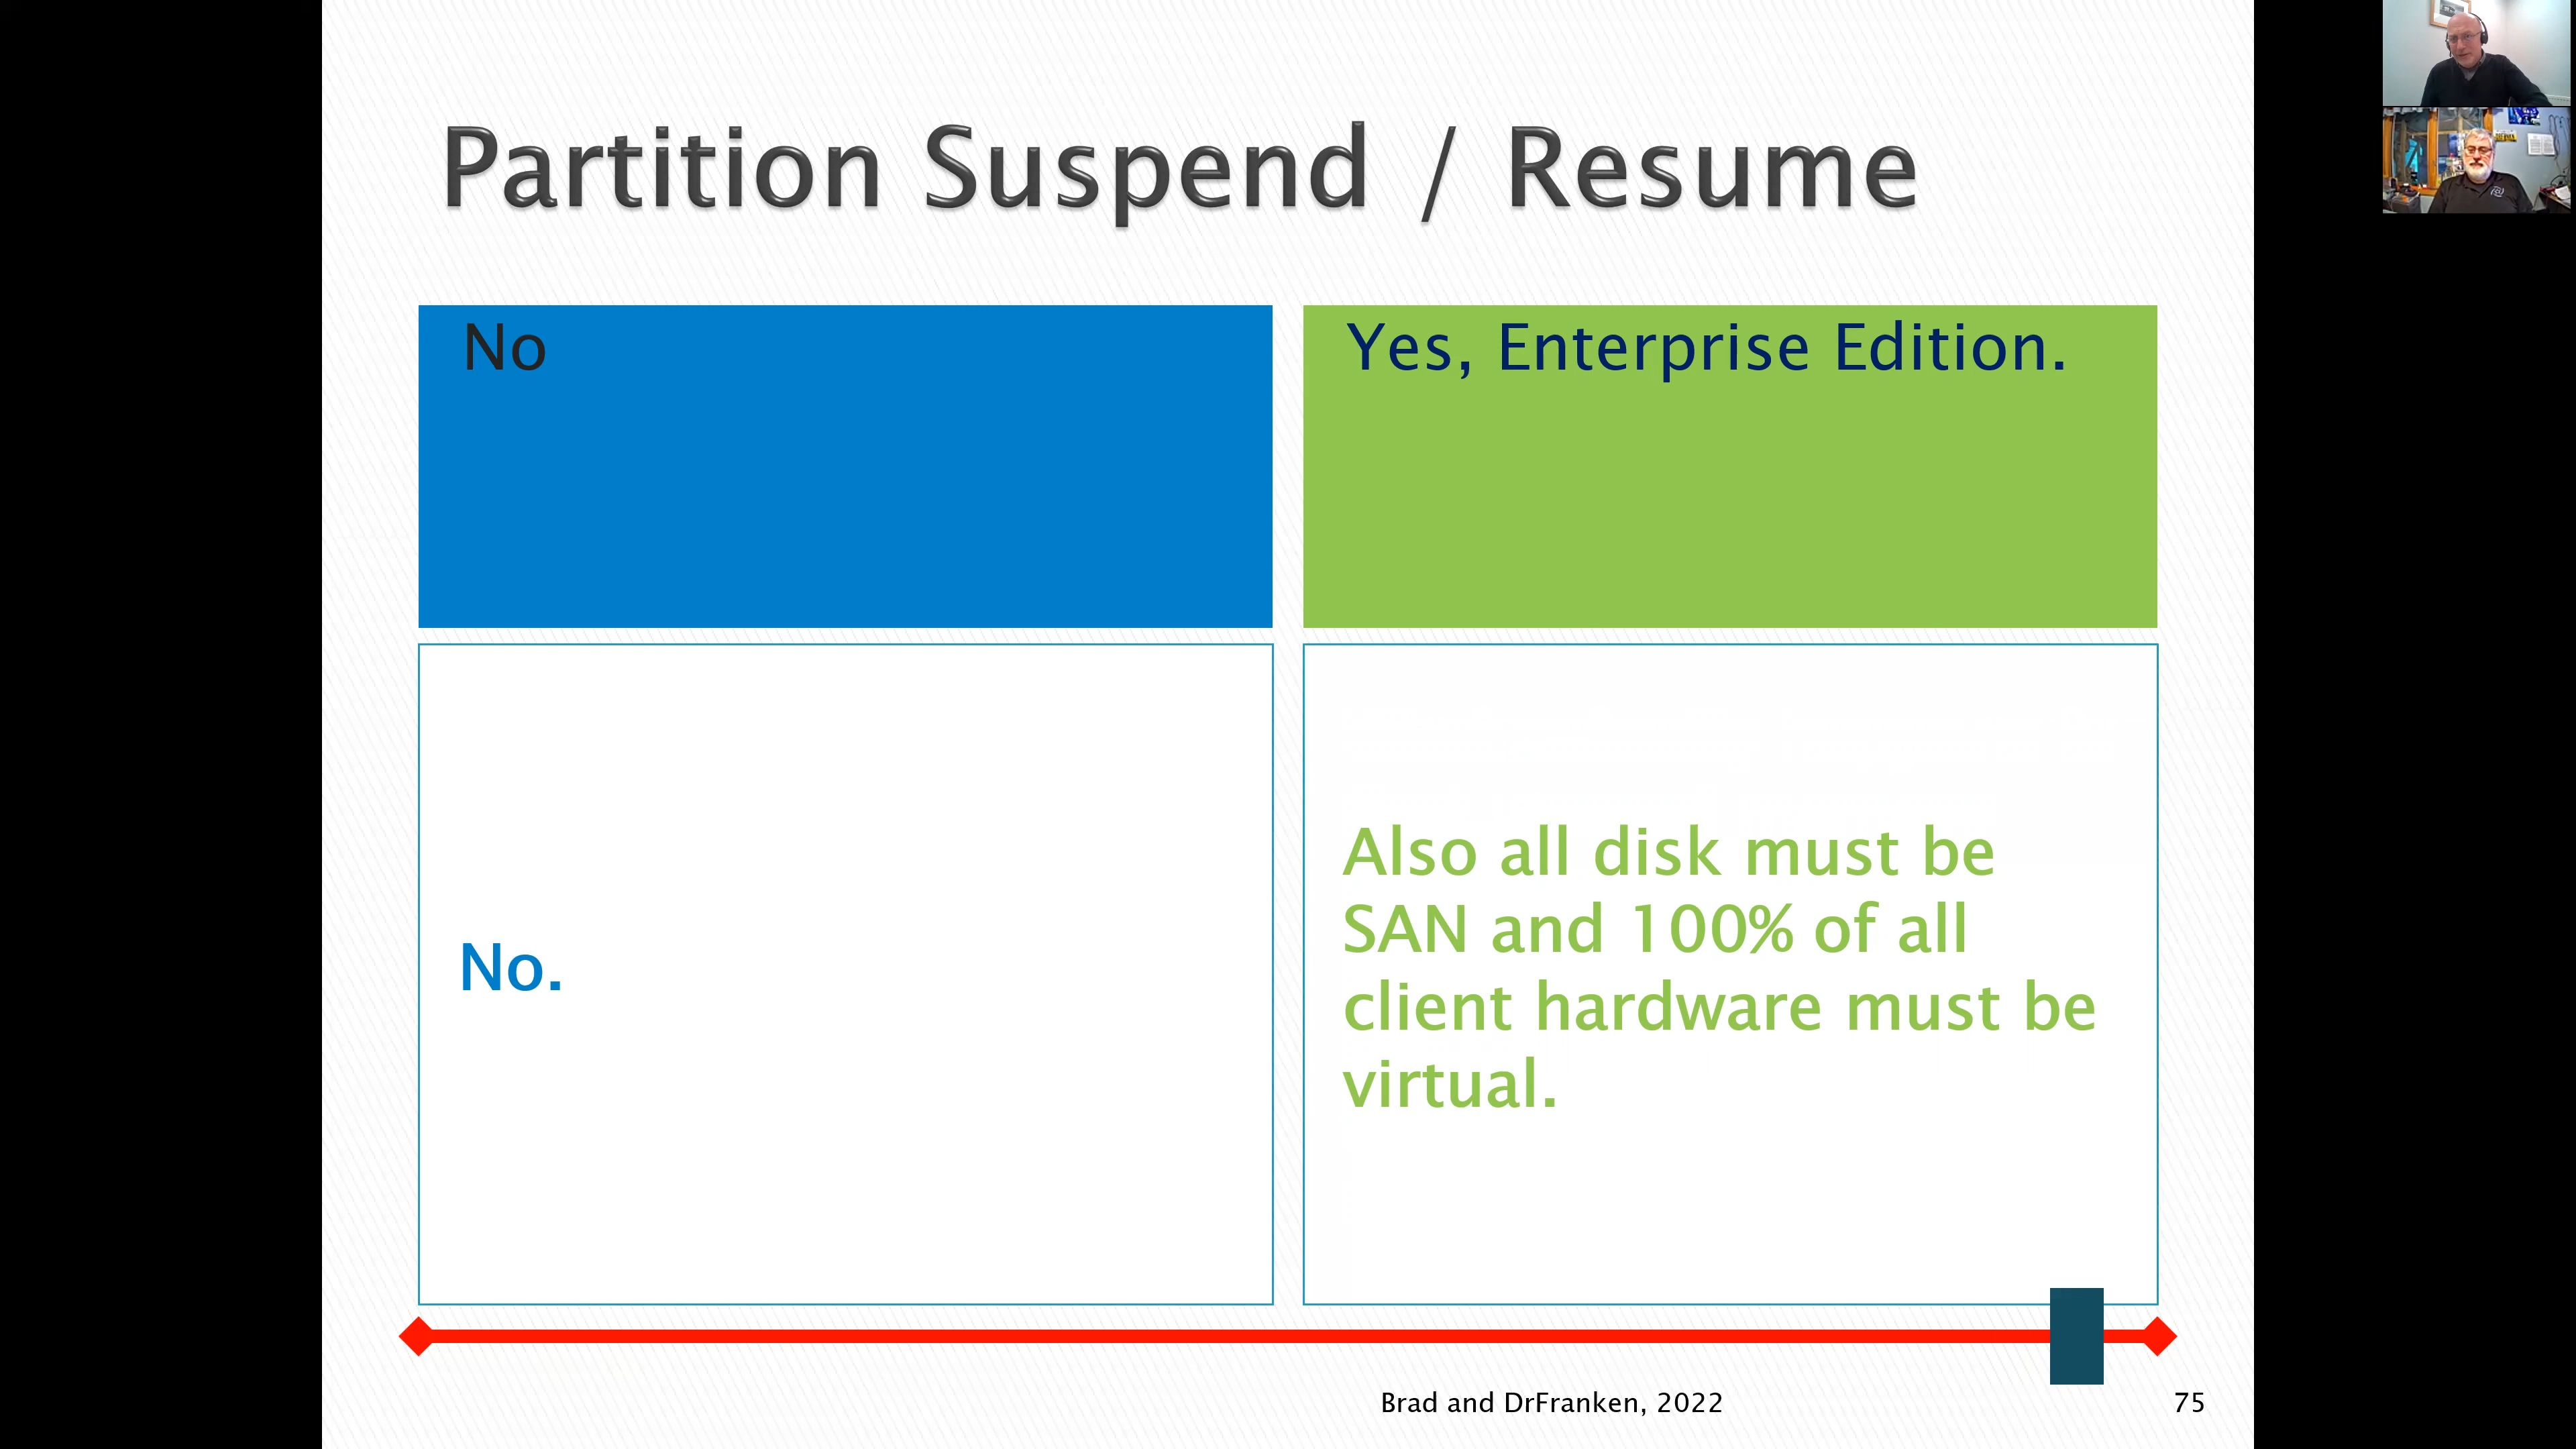 Partition Suspend / Resume
No
Yes, Enterprise Edition.
No.
Also all disk must be
SAN and 100% of all
client hardware must be
virtual.
Brad and DrFranken, 2022
75